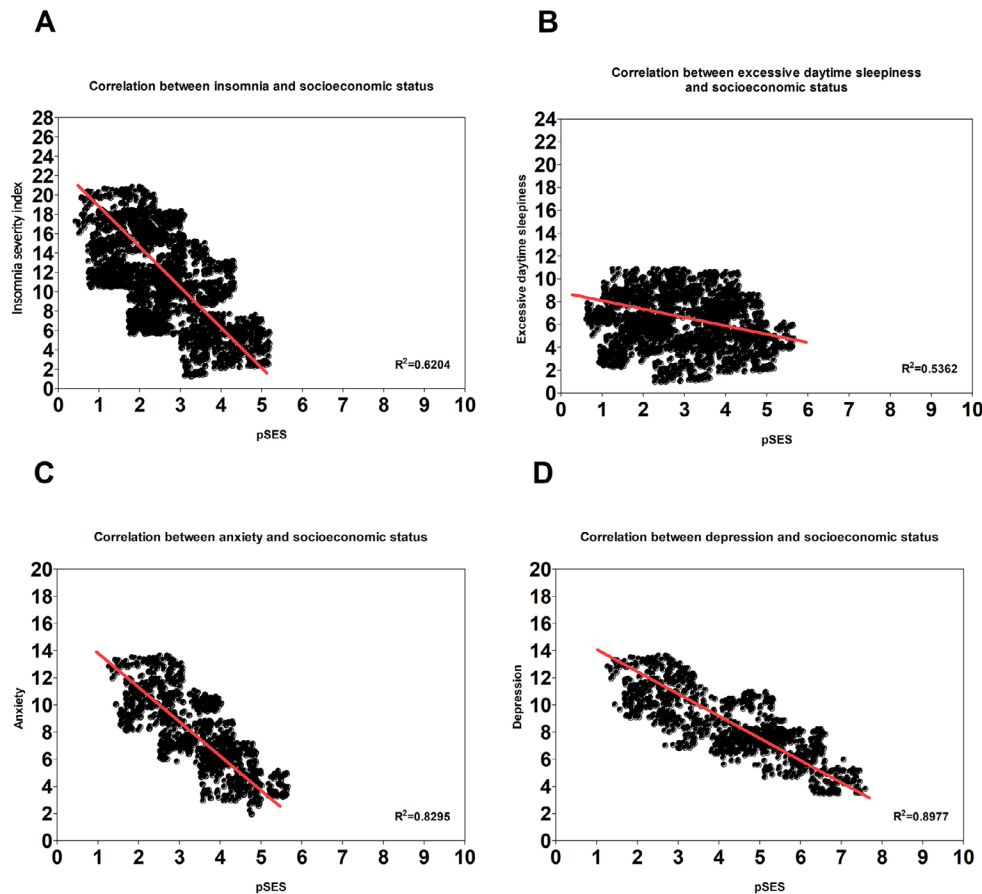 A
Correlation between insomnia and socioeconomic status
28
26
24
22
20
18
16
14
12
10
8
6
4
2
0
Insomnia severity index
R²=0.6204
0 1 2 3 4 5 6 7 8 9 10
pSES
B
Correlation between excessive daytime sleepiness
and socioeconomic status
24
22
20
18
16
14
12
10
8
6
4
2
0
Excessive daytime sleepiness
R²=0.5362
0 1 2 3 4 5 6 7 8 9 10
pSES
C
Correlation between anxiety and socioeconomic status
20
18
16
14
12
10
8
6
4
2
0
Anxiety
R²=0.8295
0 1 2 3 4 5 6 7 8 9 10
pSES
D
Correlation between depression and socioeconomic status
20
18
16
14
12
10
8
6
4
2
0
Depression
R²=0.8977
0 1 2 3 4 5 6 7 8 9 10
pSES